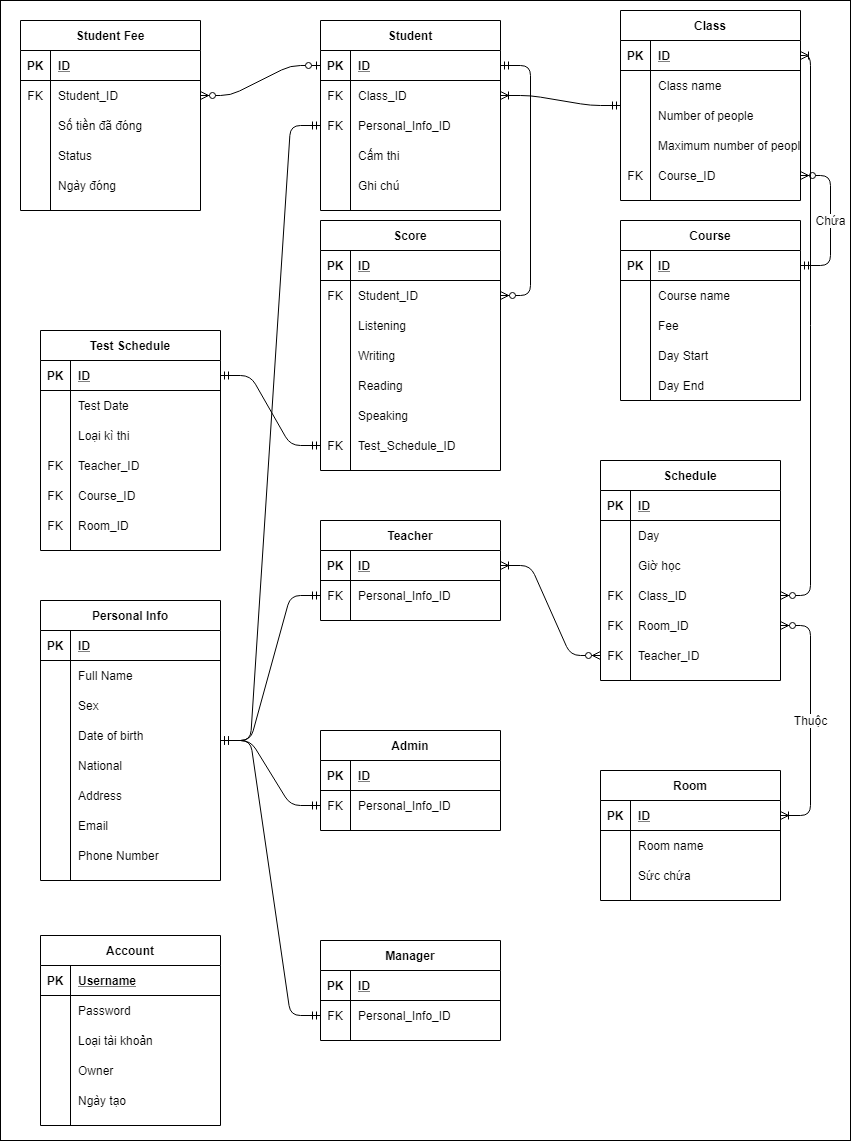 Student Fee
PK ID
FK Student_ID
Số tiền đã đóng
Status
Ngày đóng
Student
PK ID
FK Class_ID
FK Personal_Info_ID
Cấm thi
Ghi chú
Class
PK ID
Class name
Number of people
Maximum number of peopl
FK Course_ID
Chứa
Score
PK ID
FK Student_ID
Listening
Writing
Reading
Speaking
FK Test_Schedule_ID
Course
PK ID
Course name
Fee
Day Start
Day End
Test Schedule
PK ID
Test Date
Loại kì thi
FK Teacher_ID
FK Course_ID
FK Room_ID
Teacher
PK ID
FK Personal_Info_ID
Schedule
PK ID
Day
Giờ học
FK Class_ID
FK Room_ID
FK Teacher_ID
Thuộc
Personal Info
PK ID
Full Name
Sex
Date of birth
National
Address
Email
Phone Number
Admin
PK ID
FK Personal_Info_ID
Room
PK ID
Room name
Sức chứa
Account
PK Username
Password
Loại tài khoản
Owner
Ngày tạo
Manager
PK ID
FK Personal_Info_ID